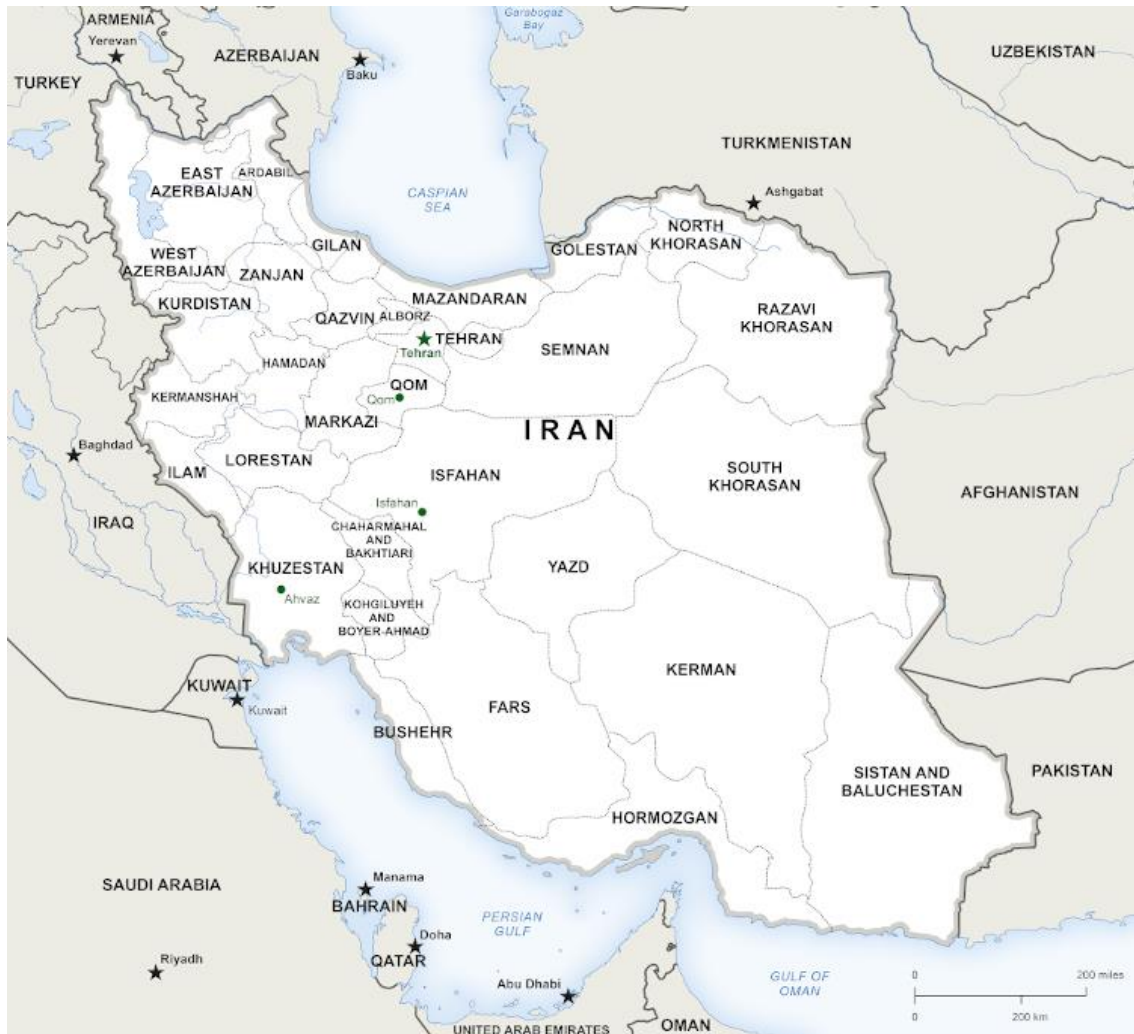 ARMENIA
Yerevan
AZERBAIJAN
Baku
Garabogaz
Bay
UZBEKISTAN
TURKEY
TURKMENISTAN
Ashgabat
EAST
AZERBAIJAN
ARDABIL
CASPIAN
SEA
GILAN
GOLESTAN
NORTH
KHORASAN
WEST
AZERBAIJAN
ZANJAN
KURDISTAN
MAZANDARAN
RAZAVI
KHORASAN
QAZVIN
ALBORZ
TEHRAN
Tehran
SEMNAN
HAMADAN
QOM
Qom
KERMANSHAH
MARKAZI
IRAN
Baghdad
LORESTAN
ILAM
ISFAHAN
SOUTH
KHORASAN
AFGHANISTAN
IRAQ
Isfahan
CHAHARMAHAL
AND
BAKHTIARI
YAZD
KHUZESTAN
Ahvaz
KOHGILUYEH
AND
BOYER-AHMAD
KERMAN
KUWAIT
Kuwait
FARS
BUSHEHR
SISTAN AND
BALUCHESTAN
PAKISTAN
HORMOZGAN
SAUDI ARABIA
Manama
BAHRAIN
PERSIAN
GULF
Doha
QATAR
Riyadh
Abu Dhabi
GULF OF
OMAN
0
200 miles
0
200 km
UNITED ARAB EMIRATES
OMAN